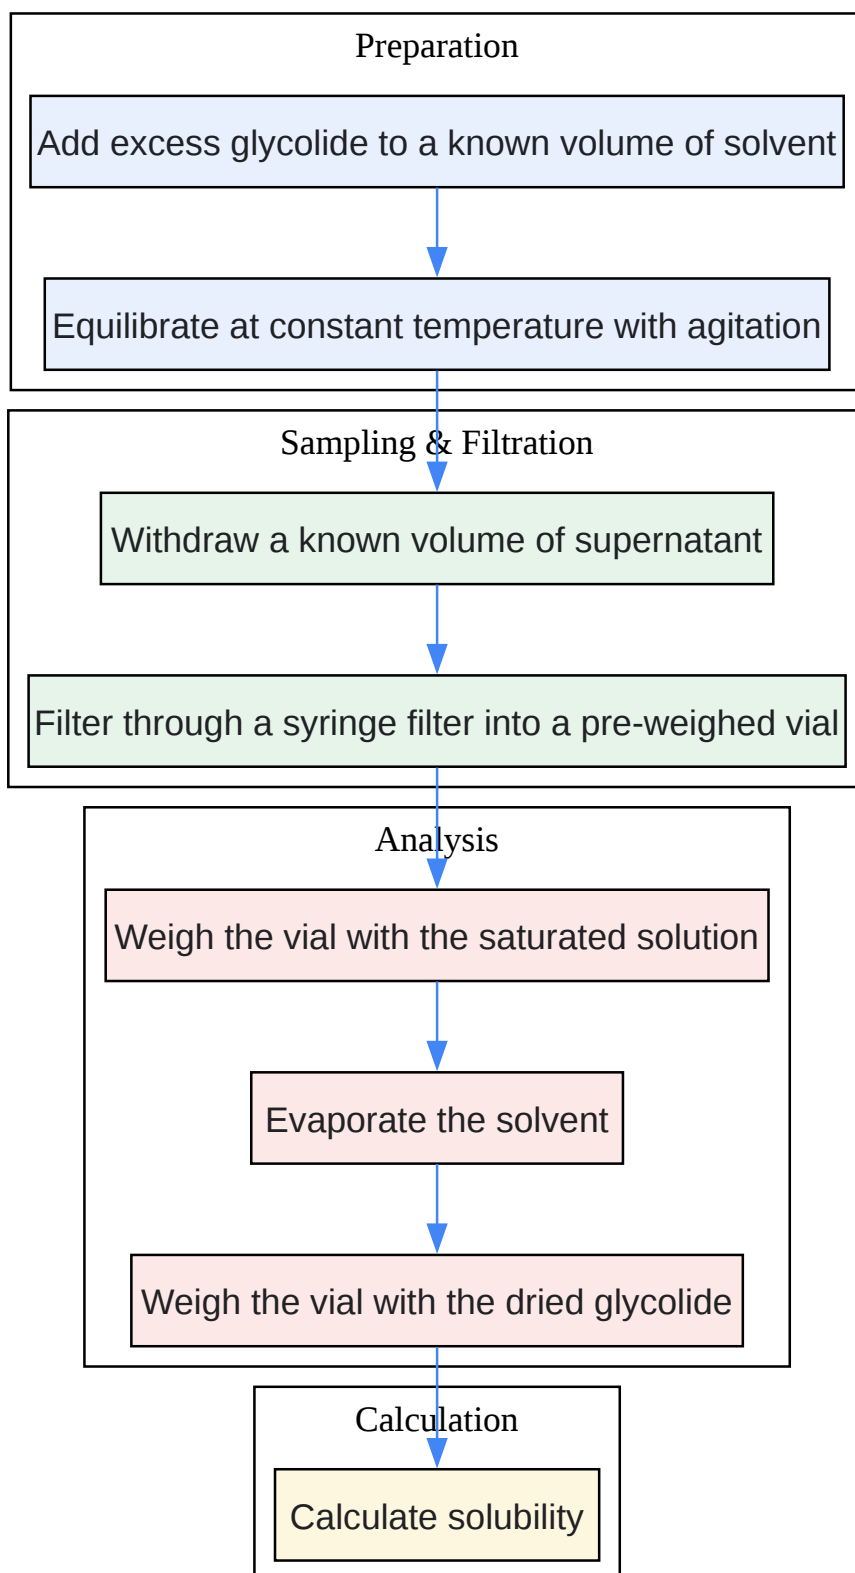 Preparation
Add excess glycolide to a known volume of solvent
Equilibrate at constant temperature with agitation
Sampling & Filtration
Withdraw a known volume of supernatant
Filter through a syringe filter into a pre-weighed vial
Analysis
Weigh the vial with the saturated solution
Evaporate the solvent
Weigh the vial with the dried glycolide
Calculation
Calculate solubility